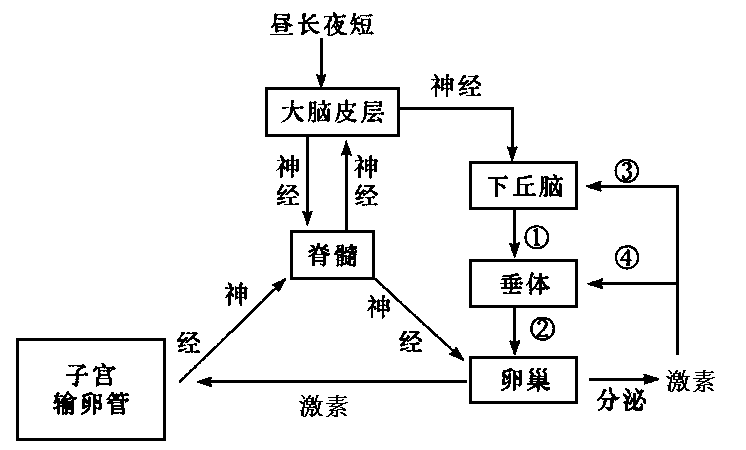 昼长夜短
大脑皮层
神经
神经
神经
下丘脑
③
①
脊髓
垂体
④
神经
神经
②
子宫
输卵管
卵巢
激素
分泌
激素